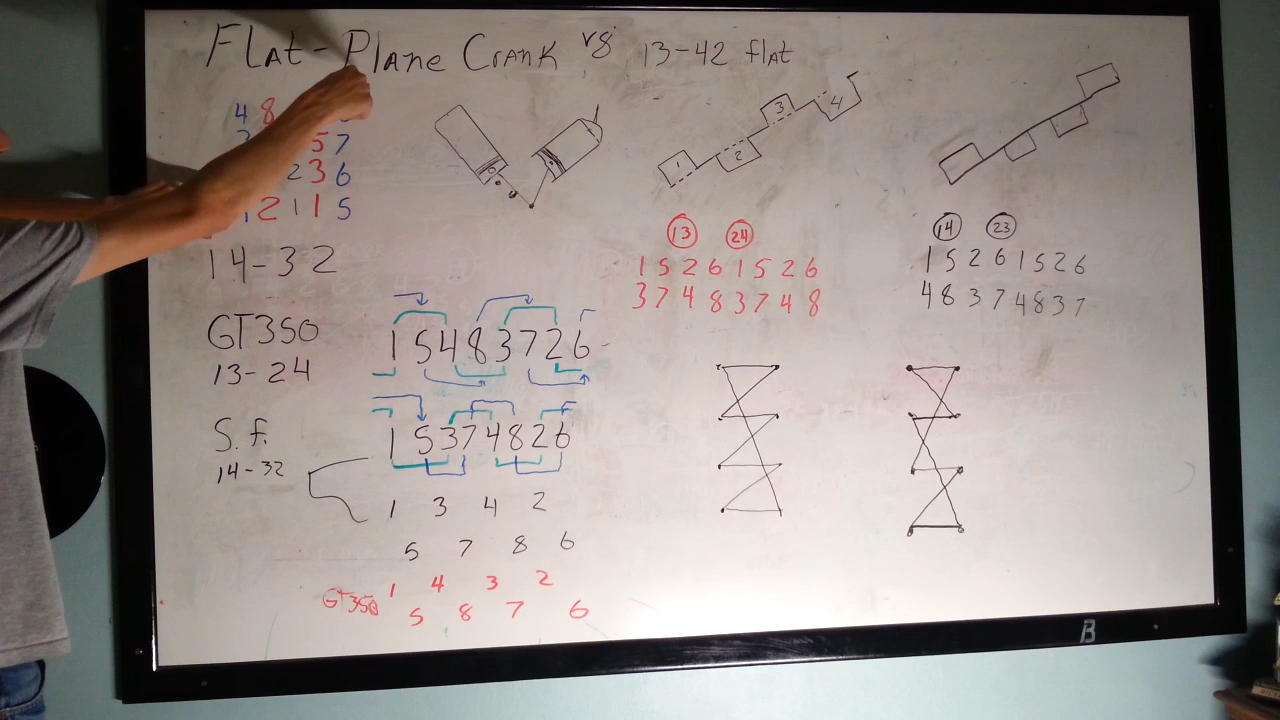 Flat-Plane Crank vs 13-42 flat
4 8
5 7
2 3 6
2 1 1 5
14-32
GT350
13-24
S.f.
14-32
1 5 4 8 3 7 2 6
1 5 3 7 4 8 2 6
1 3 4 2
5 7 8 6
GT350 1 4 3 2
5 8 7 6
1 2 3 4
13 24
1 5 2 6 1 5 2 6
3 7 4 8 3 7 4 8
14 23
1 5 2 6 1 5 2 6
4 8 3 7 4 8 3 7
B